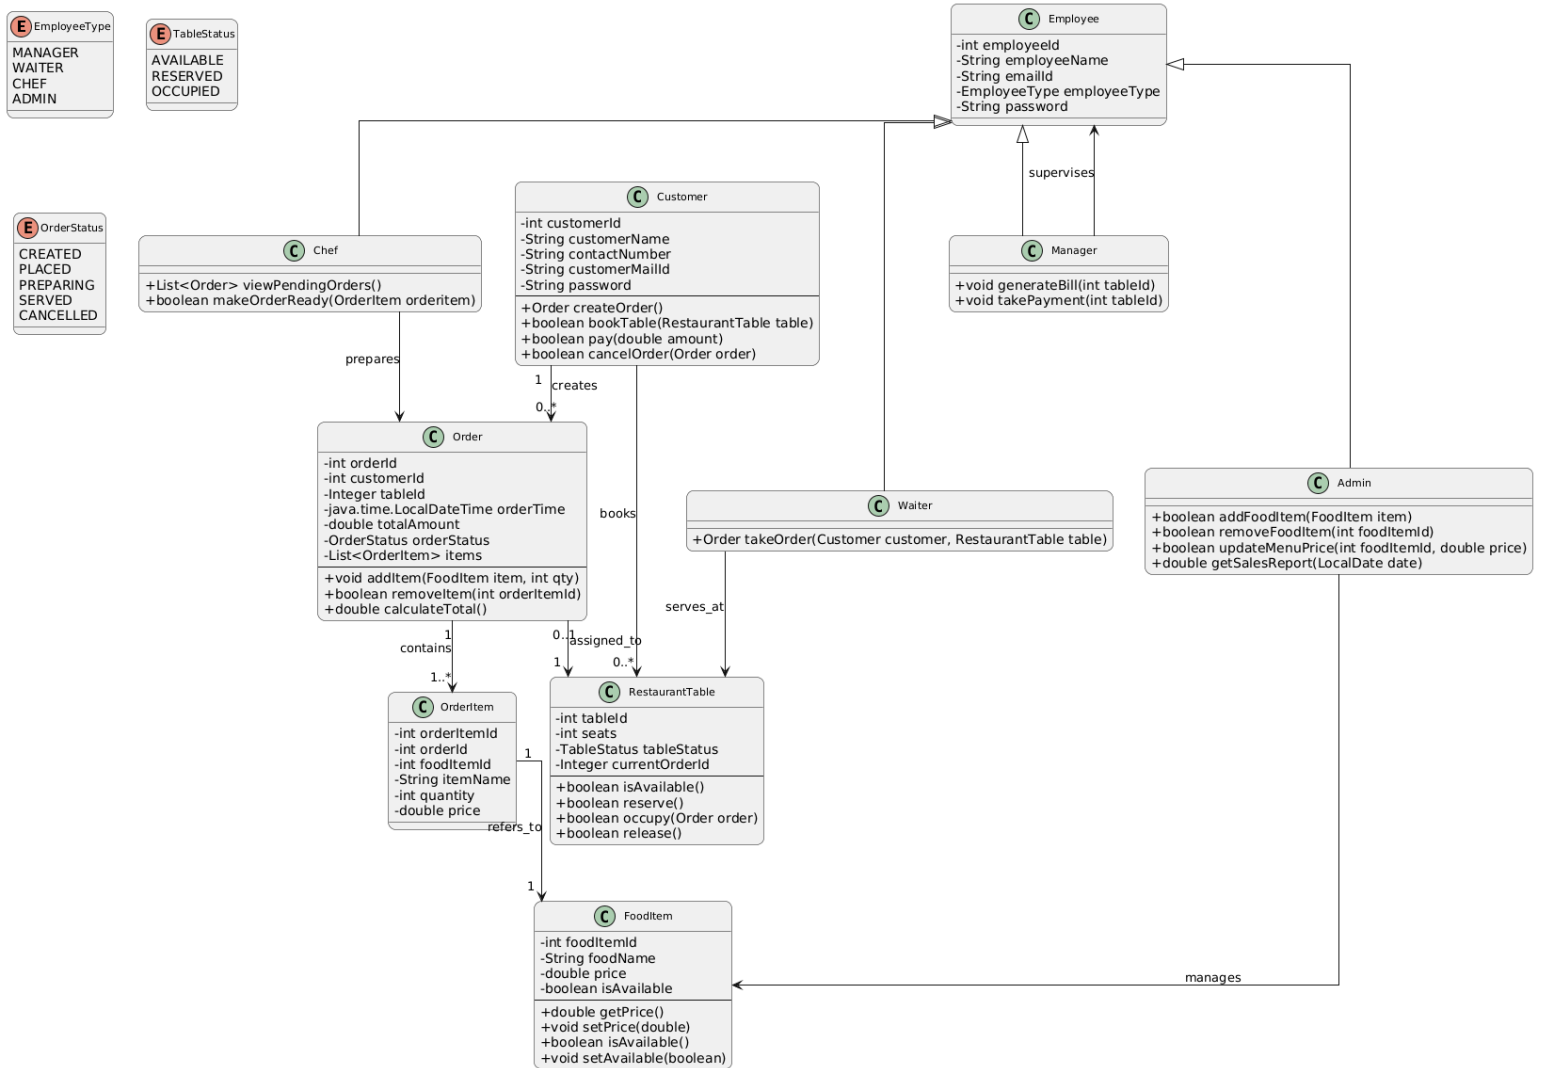 E EmployeeType
MANAGER
WAITER
CHEF
ADMIN
E TableStatus
AVAILABLE
RESERVED
OCCUPIED
C Employee
-int employeeId
-String employeeName
-String emailId
-EmployeeType employeeType
-String password
supervises
E OrderStatus
CREATED
PLACED
PREPARING
SERVED
CANCELLED
C Chef
+List<Order> viewPendingOrders()
+boolean makeOrderReady(OrderItem orderitem)
C Customer
-int customerId
-String customerName
-String contactNumber
-String customerMailId
-String password
+Order createOrder()
+boolean bookTable(RestaurantTable table)
+boolean pay(double amount)
+boolean cancelOrder(Order order)
C Manager
+void generateBill(int tableId)
+void takePayment(int tableId)
prepares
1
creates
0..*
C Order
-int orderId
-int customerId
-Integer tableId
-java.time.LocalDateTime orderTime
-double totalAmount
-OrderStatus orderStatus
-List<OrderItem> items
+void addItem(FoodItem item, int qty)
+boolean removeItem(int orderItemId)
+double calculateTotal()
books
C Waiter
+Order takeOrder(Customer customer, RestaurantTable table)
C Admin
+boolean addFoodItem(FoodItem item)
+boolean removeFoodItem(int foodItemId)
+boolean updateMenuPrice(int foodItemId, double price)
+double getSalesReport(LocalDate date)
serves_at
1
contains
1..*
0..1
assigned_to
1
0..*
C OrderItem
-int orderItemId
-int orderId
-int foodItemId
-String itemName
-int quantity
-double price
C RestaurantTable
-int tableId
-int seats
-TableStatus tableStatus
-Integer currentOrderId
+boolean isAvailable()
+boolean reserve()
+boolean occupy(Order order)
+boolean release()
1
refers_to
1
C FoodItem
-int foodItemId
-String foodName
-double price
-boolean isAvailable
+double getPrice()
+void setPrice(double)
+boolean isAvailable()
+void setAvailable(boolean)
manages